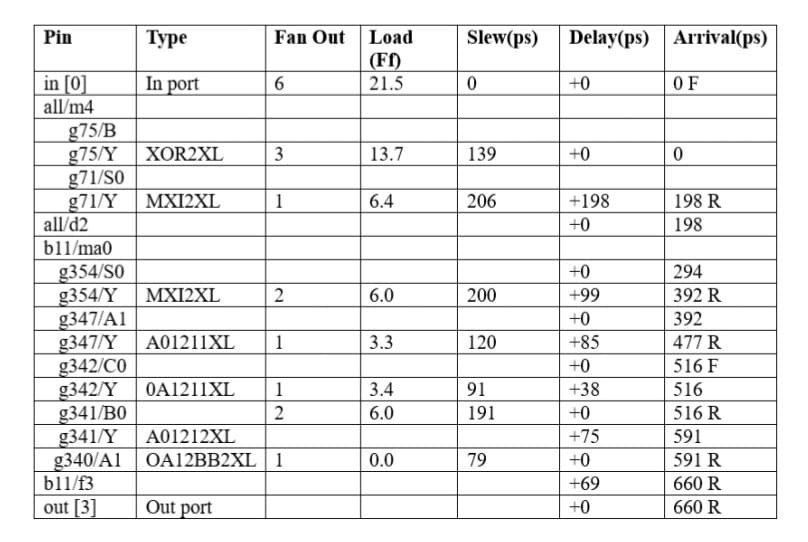 Pin Type Fan Out Load (Ff) Slew(ps) Delay(ps) Arrival(ps)
in [0] In port 6 21.5 0 +0 0 F
all/m4
g75/B
g75/Y XOR2XL 3 13.7 139 +0 0
g71/S0
g71/Y MXI2XL 1 6.4 206 +198 198 R
all/d2 +0 198
b11/ma0
g354/S0 +0 294
g354/Y MXI2XL 2 6.0 200 +99 392 R
g347/A1 +0 392
g347/Y A01211XL 1 3.3 120 +85 477 R
g342/C0 +0 516 F
g342/Y 0A1211XL 1 3.4 91 +38 516
g341/B0 2 6.0 191 +0 516 R
g341/Y A01212XL +75 591
g340/A1 OA12BB2XL 1 0.0 79 +0 591 R
b11/f3 +69 660 R
out [3] Out port +0 660 R